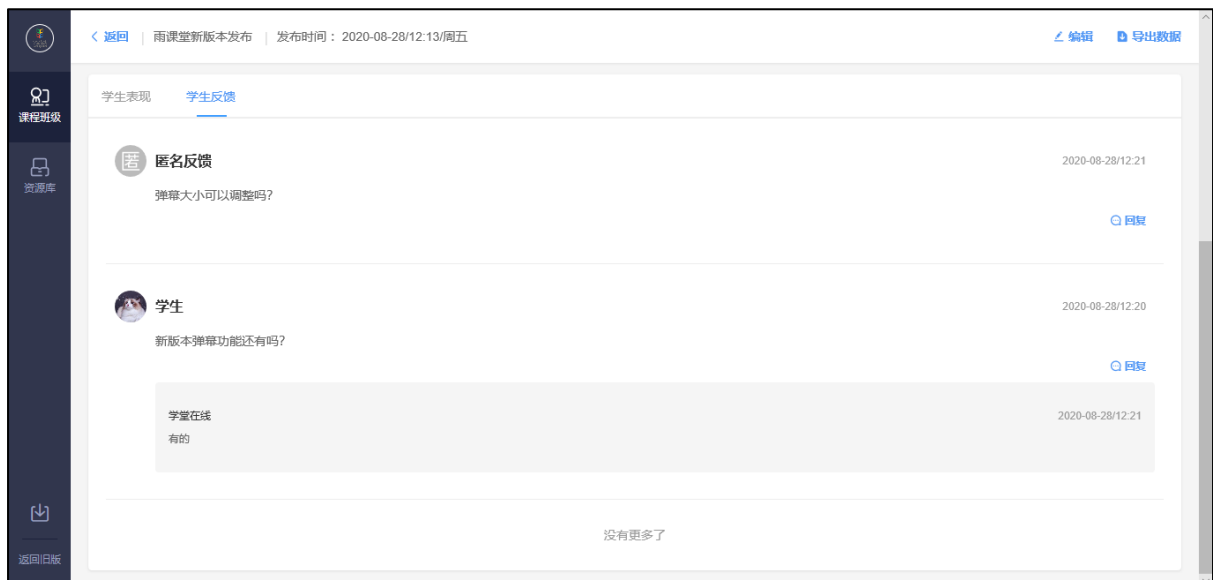 返回 | 雨课堂新版本发布 | 发布时间：2020-08-28/12:13/周五 编辑 导出数据
课程班级
资源库
返回旧版
学生表现 学生反馈
匿 匿名反馈 2020-08-28/12:21
弹幕大小可以调整吗?
回复
学生 2020-08-28/12:20
新版本弹幕功能还有吗?
回复
学堂在线 2020-08-28/12:21
有的
没有更多了